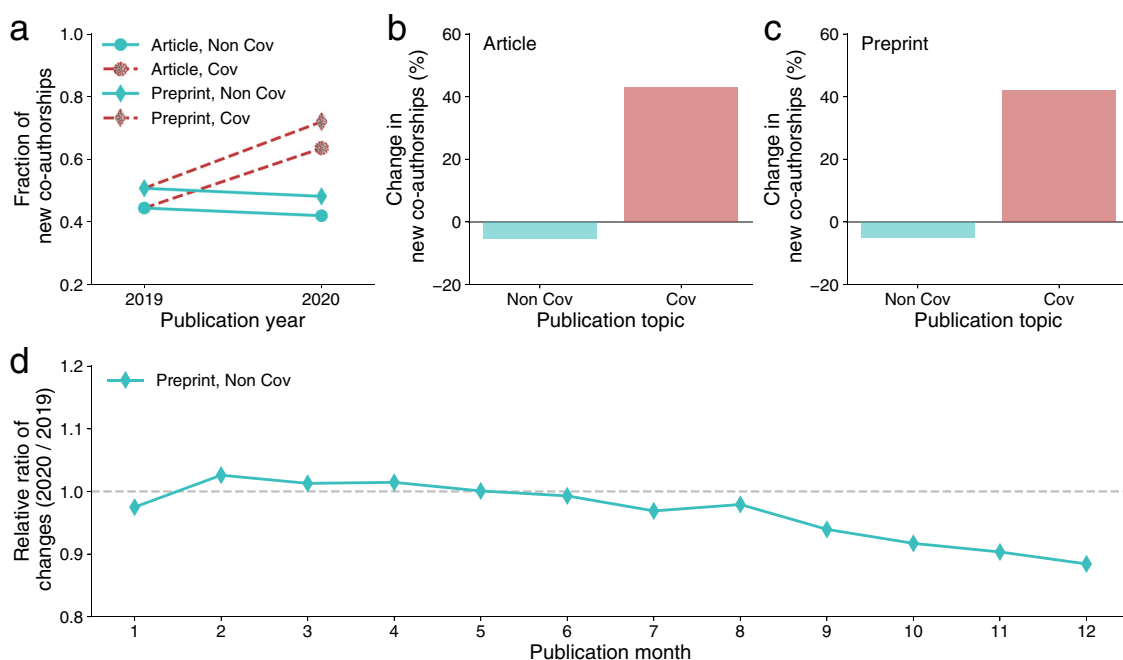 a
1.0
0.8
0.6
0.4
0.2
Fraction of
new co-authorships
Article, Non Cov
Article, Cov
Preprint, Non Cov
Preprint, Cov
2019
2020
Publication year
b
60
40
20
0
−20
Change in
new co-authorships (%)
Article
Non Cov
Cov
Publication topic
c
60
40
20
0
−20
Change in
new co-authorships (%)
Preprint
Non Cov
Cov
Publication topic
d
1.2
1.1
1.0
0.9
0.8
Relative ratio of
changes (2020 / 2019)
Preprint, Non Cov
1 2 3 4 5 6 7 8 9 10 11 12
Publication month